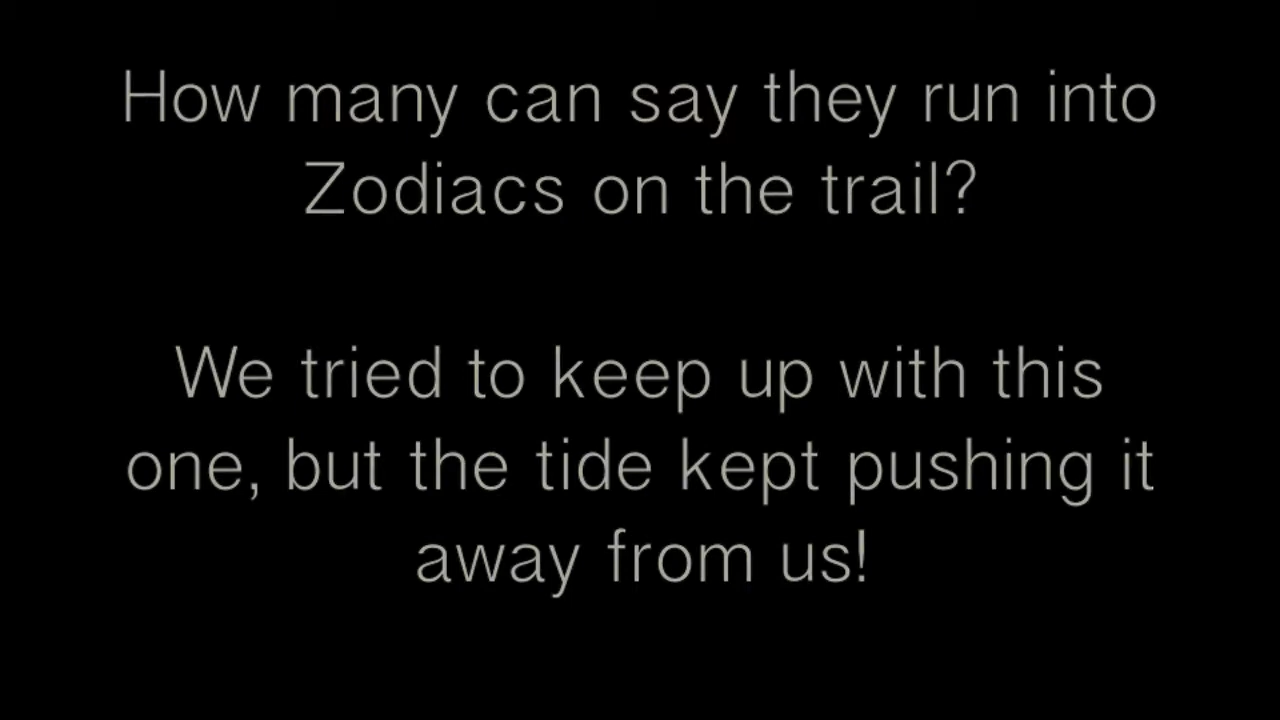 How many can say they run into
Zodiacs on the trail?
We tried to keep up with this
one, but the tide kept pushing it
away from us!